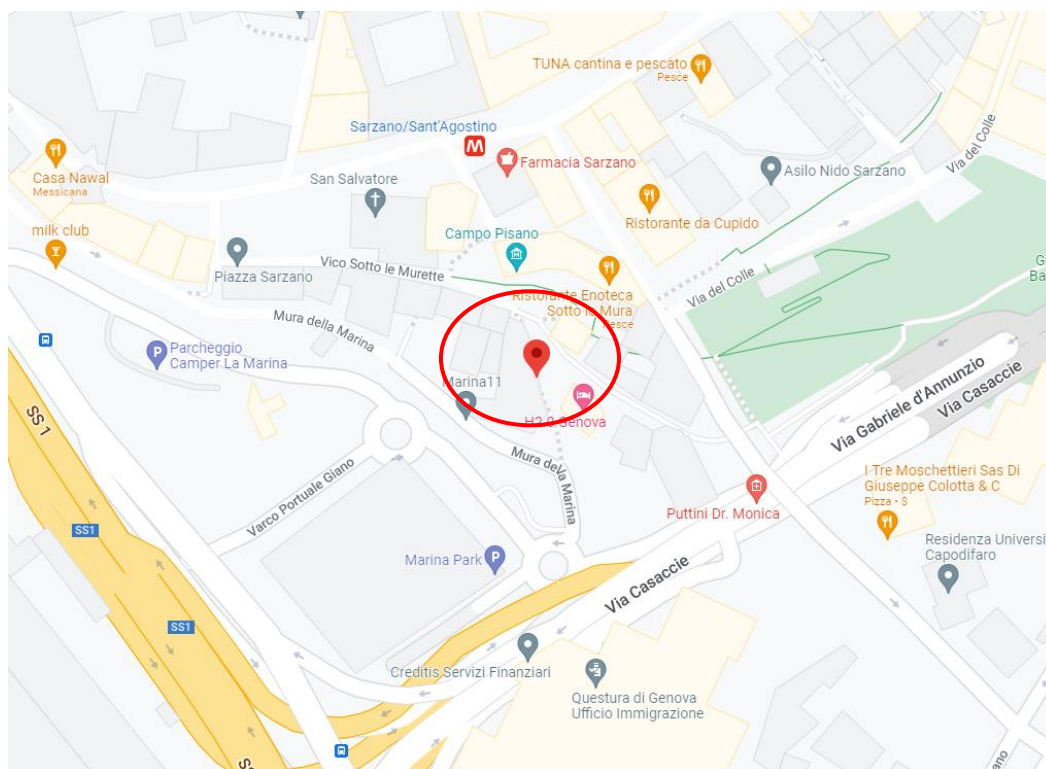 TUNA cantina e pescato
Pesce
Sarzano/Sant'Agostino
M
Farmacia Sarzano
Casa Nawal
Messicana
San Salvatore
Asilo Nido Sarzano
Via del Colle
milk club
Campo Pisano
Ristorante da Cupido
Piazza Sarzano
Vico Sotto le Murette
Via del Colle
Ristorante Enoteca
Sotto le Mura
Pesce
Mura della Marina
P
Parcheggio
Camper La Marina
Marina11
H2.0 Genova
Via Gabriele d'Annunzio
Via Casaccie
SS 1
Mura della Marina
Varco Portuale Giano
I Tre Moschettieri Sas Di
Giuseppe Colotta & C
Pizza • $
Puttini Dr. Monica
SS1
Marina Park
P
Residenza Universi
Capodifaro
Via Casaccie
SS1
Creditis Servizi Finanziari
Questura di Genova
Ufficio Immigrazione